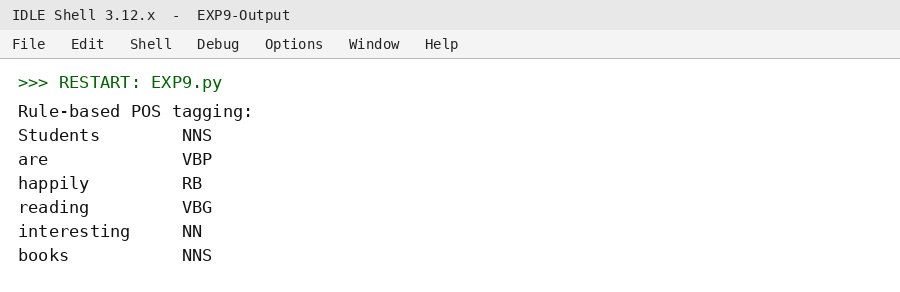 IDLE Shell 3.12.x  -  EXP9-Output
File   Edit   Shell   Debug   Options   Window   Help
>>> RESTART: EXP9.py
Rule-based POS tagging:
Students        NNS
are             VBP
happily         RB
reading         VBG
interesting     NN
books           NNS